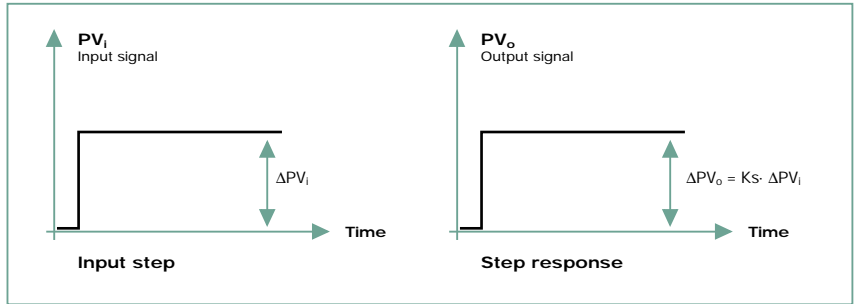 PVi
Input signal
ΔPVi
Time
Input step
PVo
Output signal
ΔPVo = Ks· ΔPVi
Time
Step response